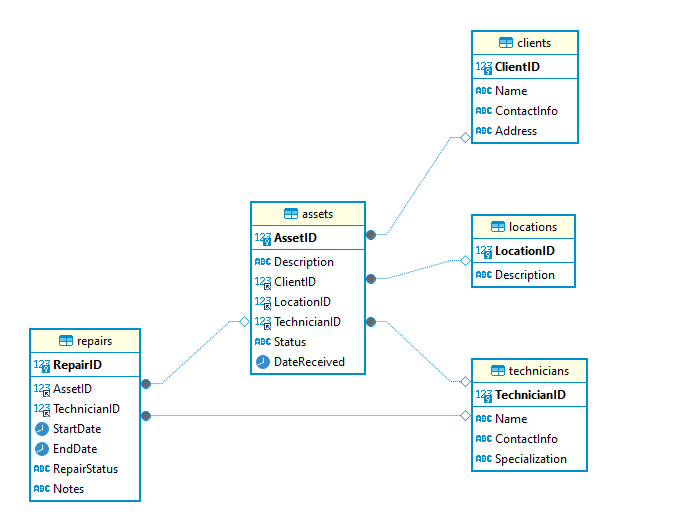 clients
123 ClientID
ABC Name
ABC ContactInfo
ABC Address
assets
123 AssetID
ABC Description
123 ClientID
123 LocationID
123 TechnicianID
ABC Status
DateReceived
locations
123 LocationID
ABC Description
repairs
123 RepairID
123 AssetID
123 TechnicianID
StartDate
EndDate
ABC RepairStatus
ABC Notes
technicians
123 TechnicianID
ABC Name
ABC ContactInfo
ABC Specialization